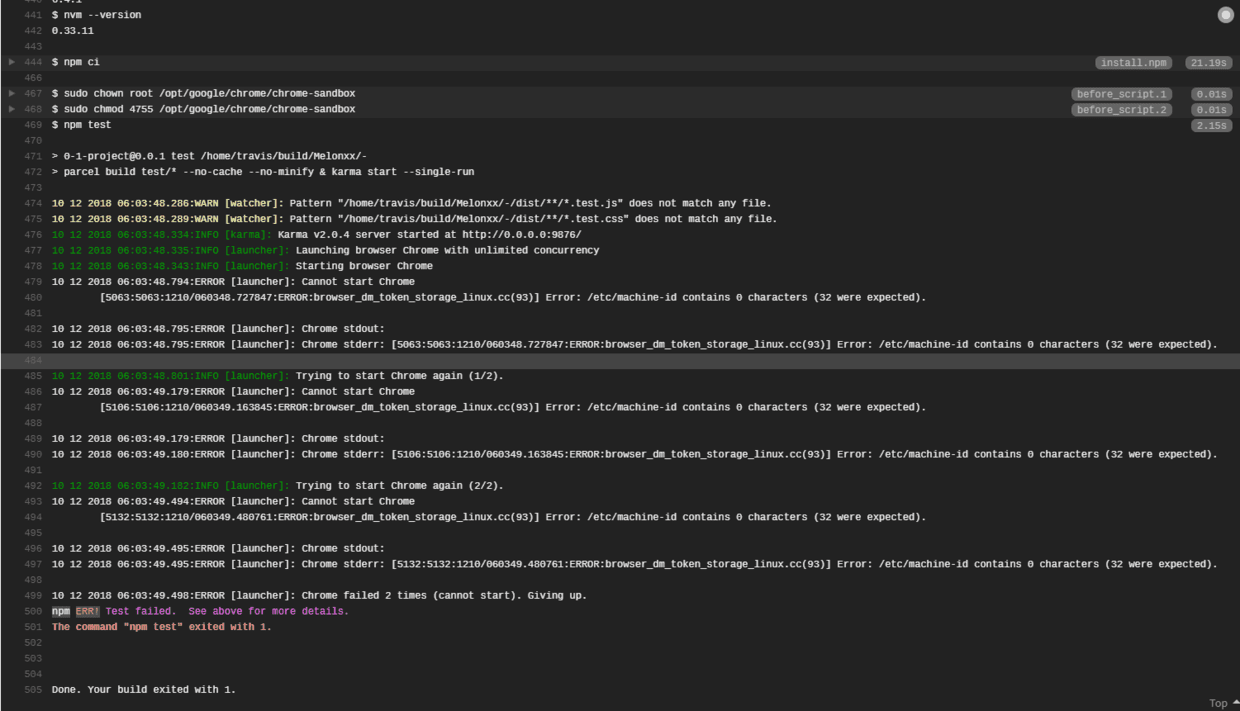 441 $ nvm --version
442 0.33.11
443
444 $ npm ci install.npm 21.19s
466
467 $ sudo chown root /opt/google/chrome/chrome-sandbox before_script.1 0.01s
468 $ sudo chmod 4755 /opt/google/chrome/chrome-sandbox before_script.2 0.01s
469 $ npm test 2.15s
470
471 > 0-1-project@0.0.1 test /home/travis/build/Melonxx/-
472 > parcel build test/* --no-cache --no-minify & karma start --single-run
473
474 10 12 2018 06:03:48.286:WARN [watcher]: Pattern "/home/travis/build/Melonxx/-/dist/**/*.test.js" does not match any file.
475 10 12 2018 06:03:48.289:WARN [watcher]: Pattern "/home/travis/build/Melonxx/-/dist/**/*.test.css" does not match any file.
476 10 12 2018 06:03:48.334:INFO [karma]: Karma v2.0.4 server started at http://0.0.0.0:9876/
477 10 12 2018 06:03:48.335:INFO [launcher]: Launching browser Chrome with unlimited concurrency
478 10 12 2018 06:03:48.343:INFO [launcher]: Starting browser Chrome
479 10 12 2018 06:03:48.794:ERROR [launcher]: Cannot start Chrome
480 [5063:5063:1210/060348.727847:ERROR:browser_dm_token_storage_linux.cc(93)] Error: /etc/machine-id contains 0 characters (32 were expected).
481
482 10 12 2018 06:03:48.795:ERROR [launcher]: Chrome stdout:
483 10 12 2018 06:03:48.795:ERROR [launcher]: Chrome stderr: [5063:5063:1210/060348.727847:ERROR:browser_dm_token_storage_linux.cc(93)] Error: /etc/machine-id contains 0 characters (32 were expected).
484
485 10 12 2018 06:03:48.801:INFO [launcher]: Trying to start Chrome again (1/2).
486 10 12 2018 06:03:49.179:ERROR [launcher]: Cannot start Chrome
487 [5106:5106:1210/060349.163845:ERROR:browser_dm_token_storage_linux.cc(93)] Error: /etc/machine-id contains 0 characters (32 were expected).
488
489 10 12 2018 06:03:49.179:ERROR [launcher]: Chrome stdout:
490 10 12 2018 06:03:49.180:ERROR [launcher]: Chrome stderr: [5106:5106:1210/060349.163845:ERROR:browser_dm_token_storage_linux.cc(93)] Error: /etc/machine-id contains 0 characters (32 were expected).
491
492 10 12 2018 06:03:49.182:INFO [launcher]: Trying to start Chrome again (2/2).
493 10 12 2018 06:03:49.494:ERROR [launcher]: Cannot start Chrome
494 [5132:5132:1210/060349.480761:ERROR:browser_dm_token_storage_linux.cc(93)] Error: /etc/machine-id contains 0 characters (32 were expected).
495
496 10 12 2018 06:03:49.495:ERROR [launcher]: Chrome stdout:
497 10 12 2018 06:03:49.495:ERROR [launcher]: Chrome stderr: [5132:5132:1210/060349.480761:ERROR:browser_dm_token_storage_linux.cc(93)] Error: /etc/machine-id contains 0 characters (32 were expected).
498
499 10 12 2018 06:03:49.498:ERROR [launcher]: Chrome failed 2 times (cannot start). Giving up.
500 npm ERR! Test failed. See above for more details.
501 The command "npm test" exited with 1.
502
503
504
505 Done. Your build exited with 1.
Top